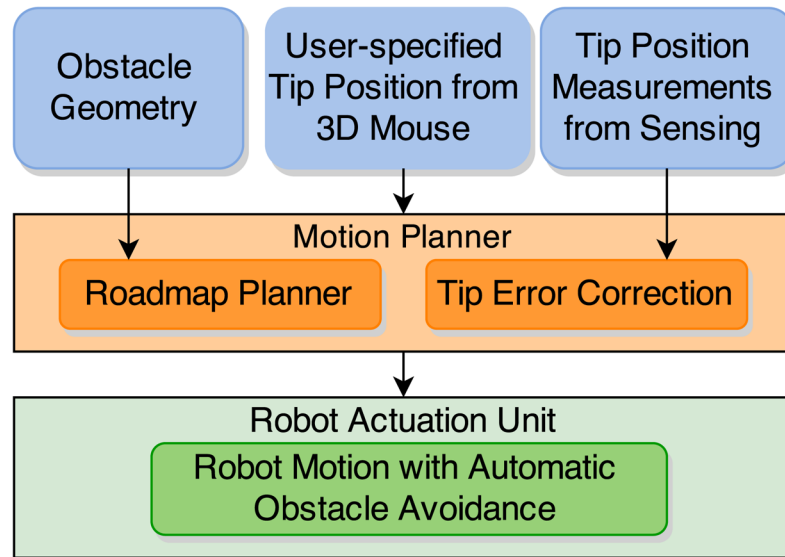 Obstacle
Geometry
User-specified
Tip Position from
3D Mouse
Tip Position
Measurements
from Sensing
Motion Planner
Roadmap Planner
Tip Error Correction
Robot Actuation Unit
Robot Motion with Automatic
Obstacle Avoidance